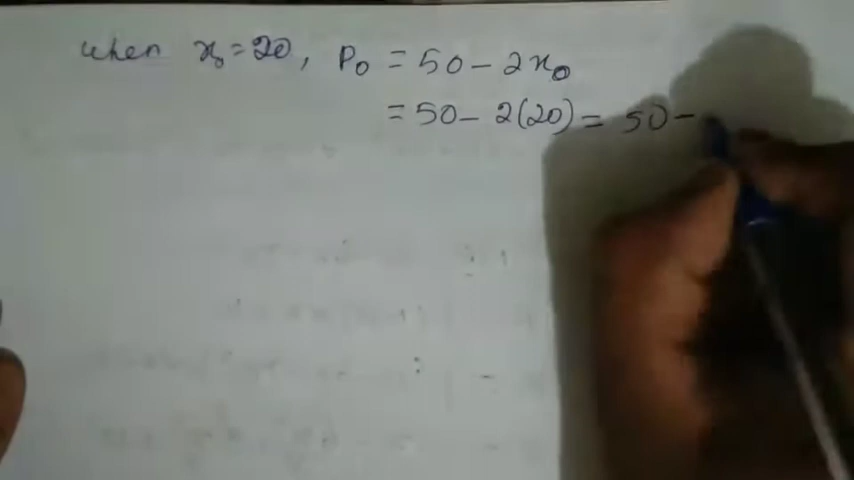 when x₀ = 20, P₀ = 50 - 2x₀
= 50 - 2(20) = 50 -